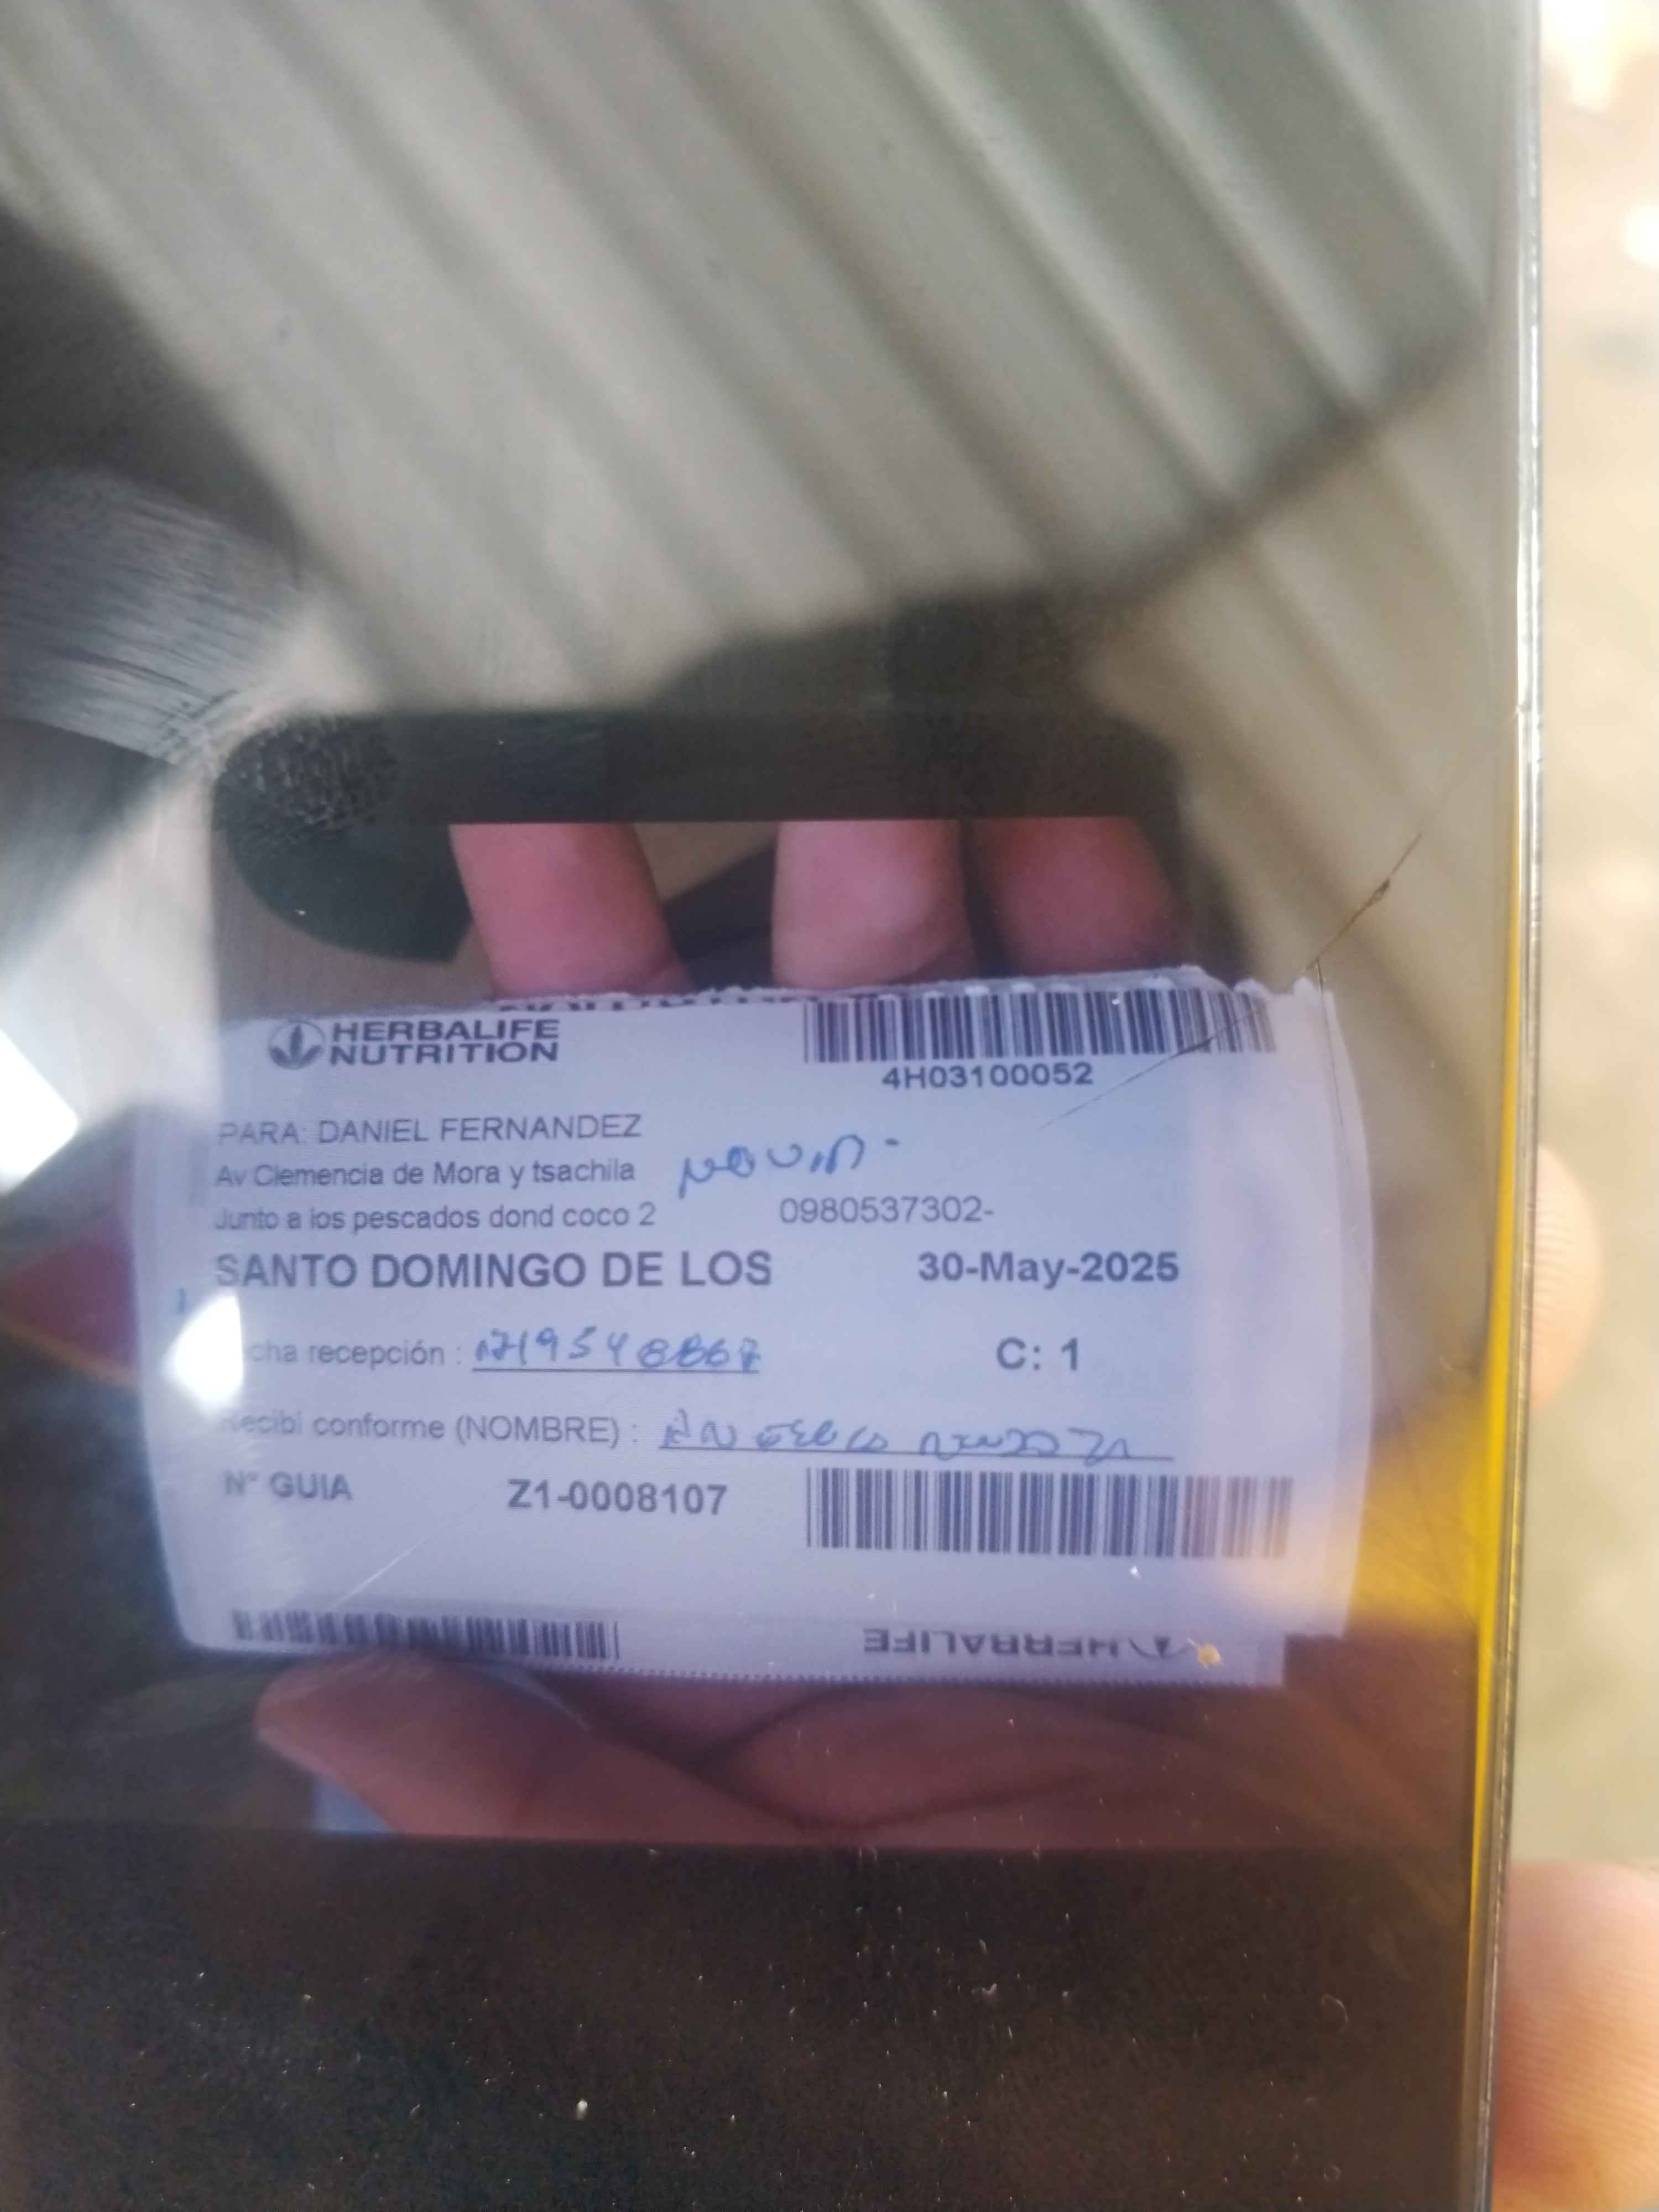 HERBALIFE
NUTRITION
4H03100052
PARA: DANIEL FERNANDEZ
Av Clemencia de Mora y tsachila
Junto a los pescados dond coco 2 0980537302-
SANTO DOMINGO DE LOS 30-May-2025
cha recepción : C: 1
Recibi conforme (NOMBRE) :
N° GUIA Z1-0008107
HERBALIFE